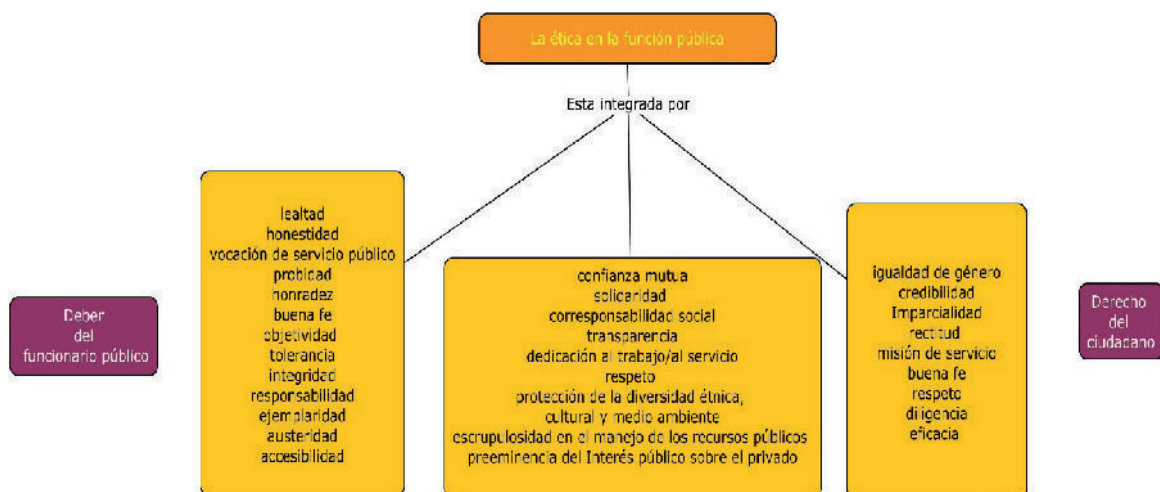 La ética en la función pública
Esta integrada por
Deber
del
funcionario público
lealtad
honestidad
vocación de servicio público
probidad
honradez
buena fe
objetividad
tolerancia
integridad
responsabilidad
ejemplaridad
austeridad
accesibilidad
confianza mutua
solidaridad
corresponsabilidad social
transparencia
dedicación al trabajo/al servicio
respeto
protección de la diversidad étnica,
cultural y medio ambiente
escrupulosidad en el manejo de los recursos públicos
preeminencia del Interés público sobre el privado
igualdad de género
credibilidad
Imparcialidad
rectitud
misión de servicio
buena fe
respeto
diligencia
eficacia
Derecho
del
ciudadano